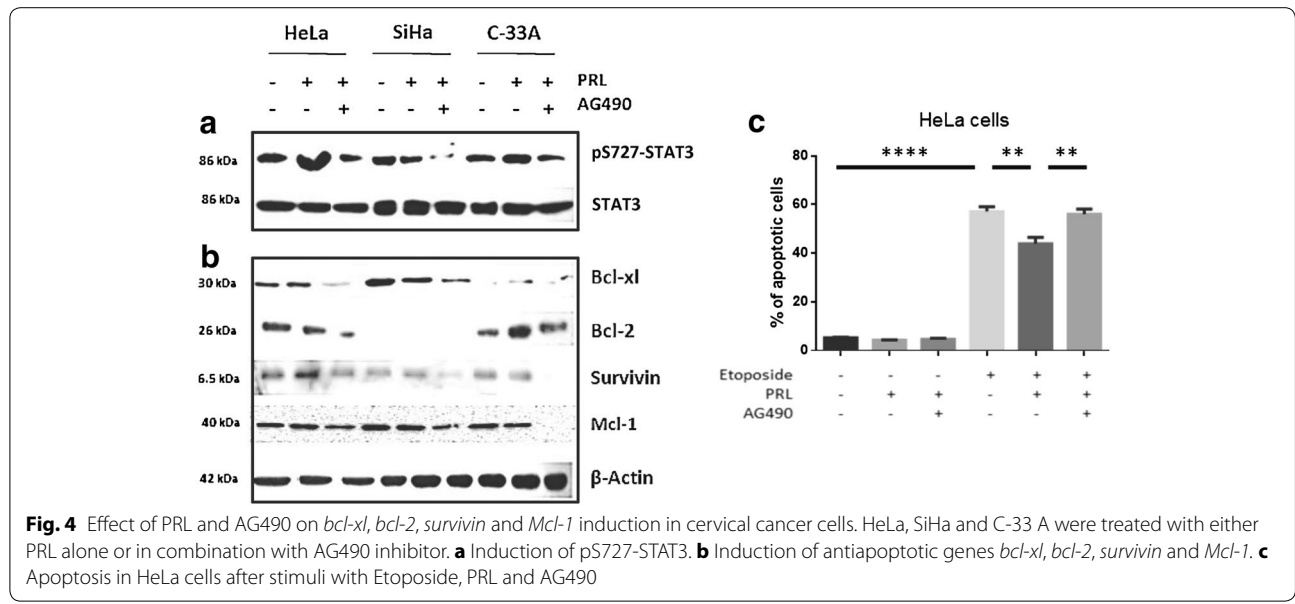 HeLa SiHa C-33A
- + + - + + - + + PRL
- - + - - + - - + AG490
a
86 kDa pS727-STAT3
86 kDa STAT3
b
30 kDa Bcl-xl
26 kDa Bcl-2
6.5 kDa Survivin
40 kDa Mcl-1
42 kDa β-Actin
c
HeLa cells
**** ** **
% of apoptotic cells
80
60
40
20
0
Etoposide - - - + + +
PRL - + + - + +
AG490 - - + - - +
Fig. 4 Effect of PRL and AG490 on bcl-xl, bcl-2, survivin and Mcl-1 induction in cervical cancer cells. HeLa, SiHa and C-33 A were treated with either
PRL alone or in combination with AG490 inhibitor. a Induction of pS727-STAT3. b Induction of antiapoptotic genes bcl-xl, bcl-2, survivin and Mcl-1. c
Apoptosis in HeLa cells after stimuli with Etoposide, PRL and AG490